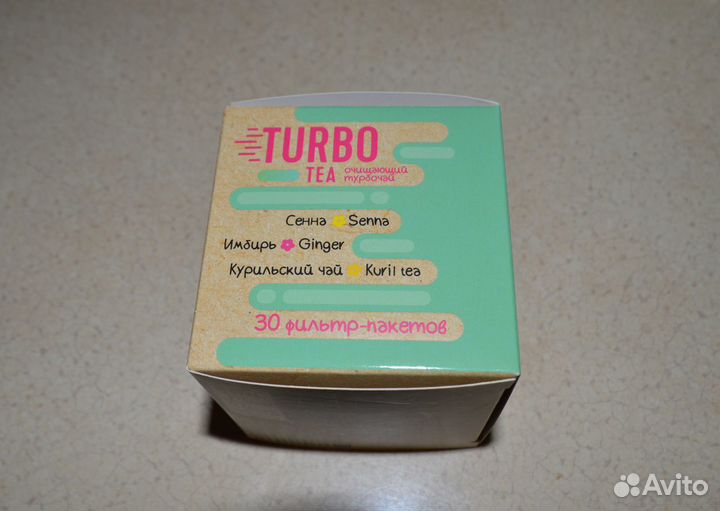 TURBO
TEA очищающий
турбочай
Сенна Senna
Имбирь Ginger
Курильский чай Kuril tea
30 фильтр-пакетов
Avito